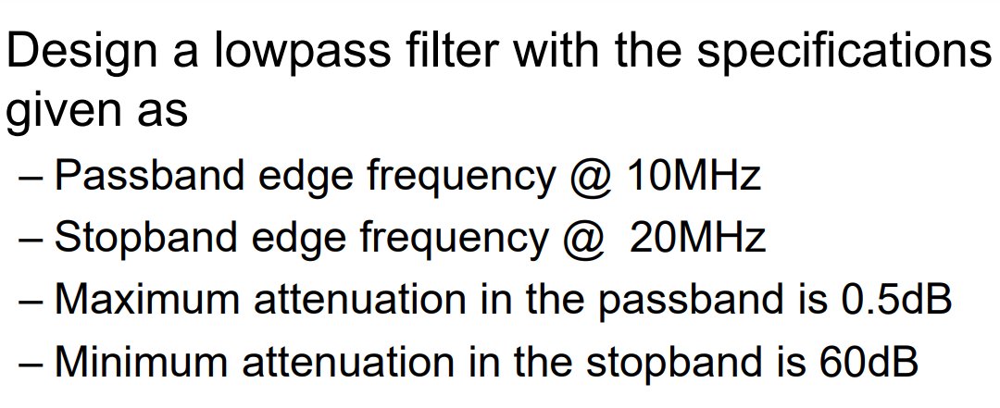 Design a lowpass filter with the specifications
given as
– Passband edge frequency @ 10MHz
– Stopband edge frequency @ 20MHz
– Maximum attenuation in the passband is 0.5dB
– Minimum attenuation in the stopband is 60dB